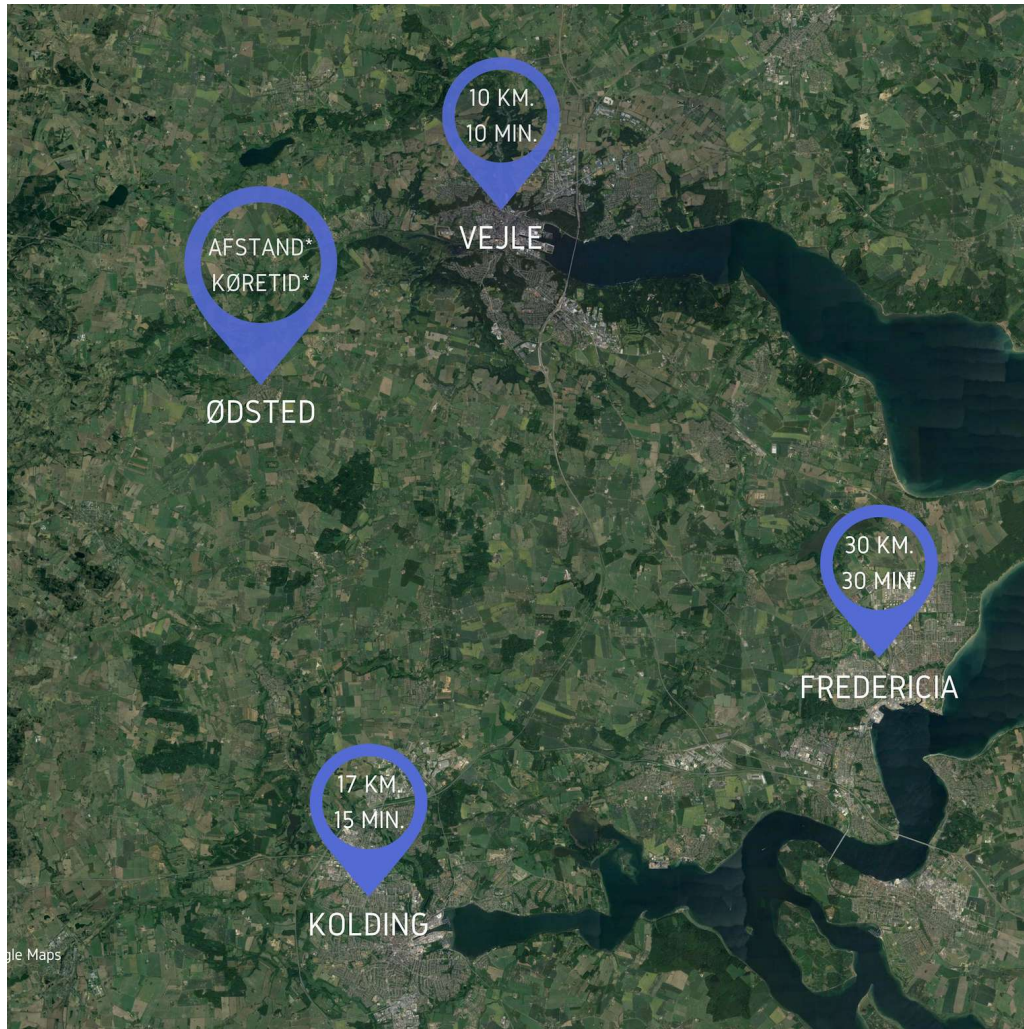 10 KM.
10 MIN.
VEJLE
AFSTAND*
KØRETID*
ØDSTED
30 KM.
30 MIN.
FREDERICIA
17 KM.
15 MIN.
KOLDING
gle Maps